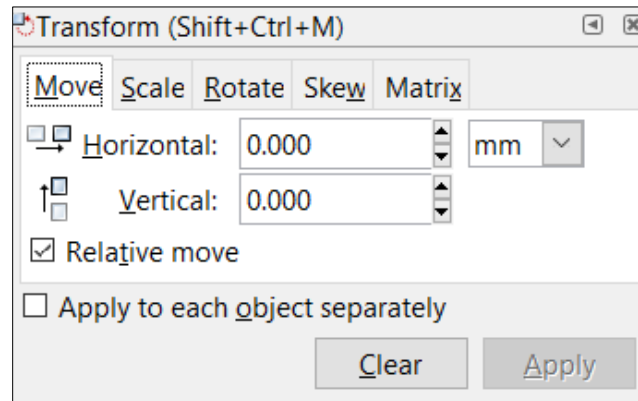 Transform (Shift+Ctrl+M)
Move Scale Rotate Skew Matrix
Horizontal: 0.000 mm
Vertical: 0.000
Relative move
Apply to each object separately
Clear Apply